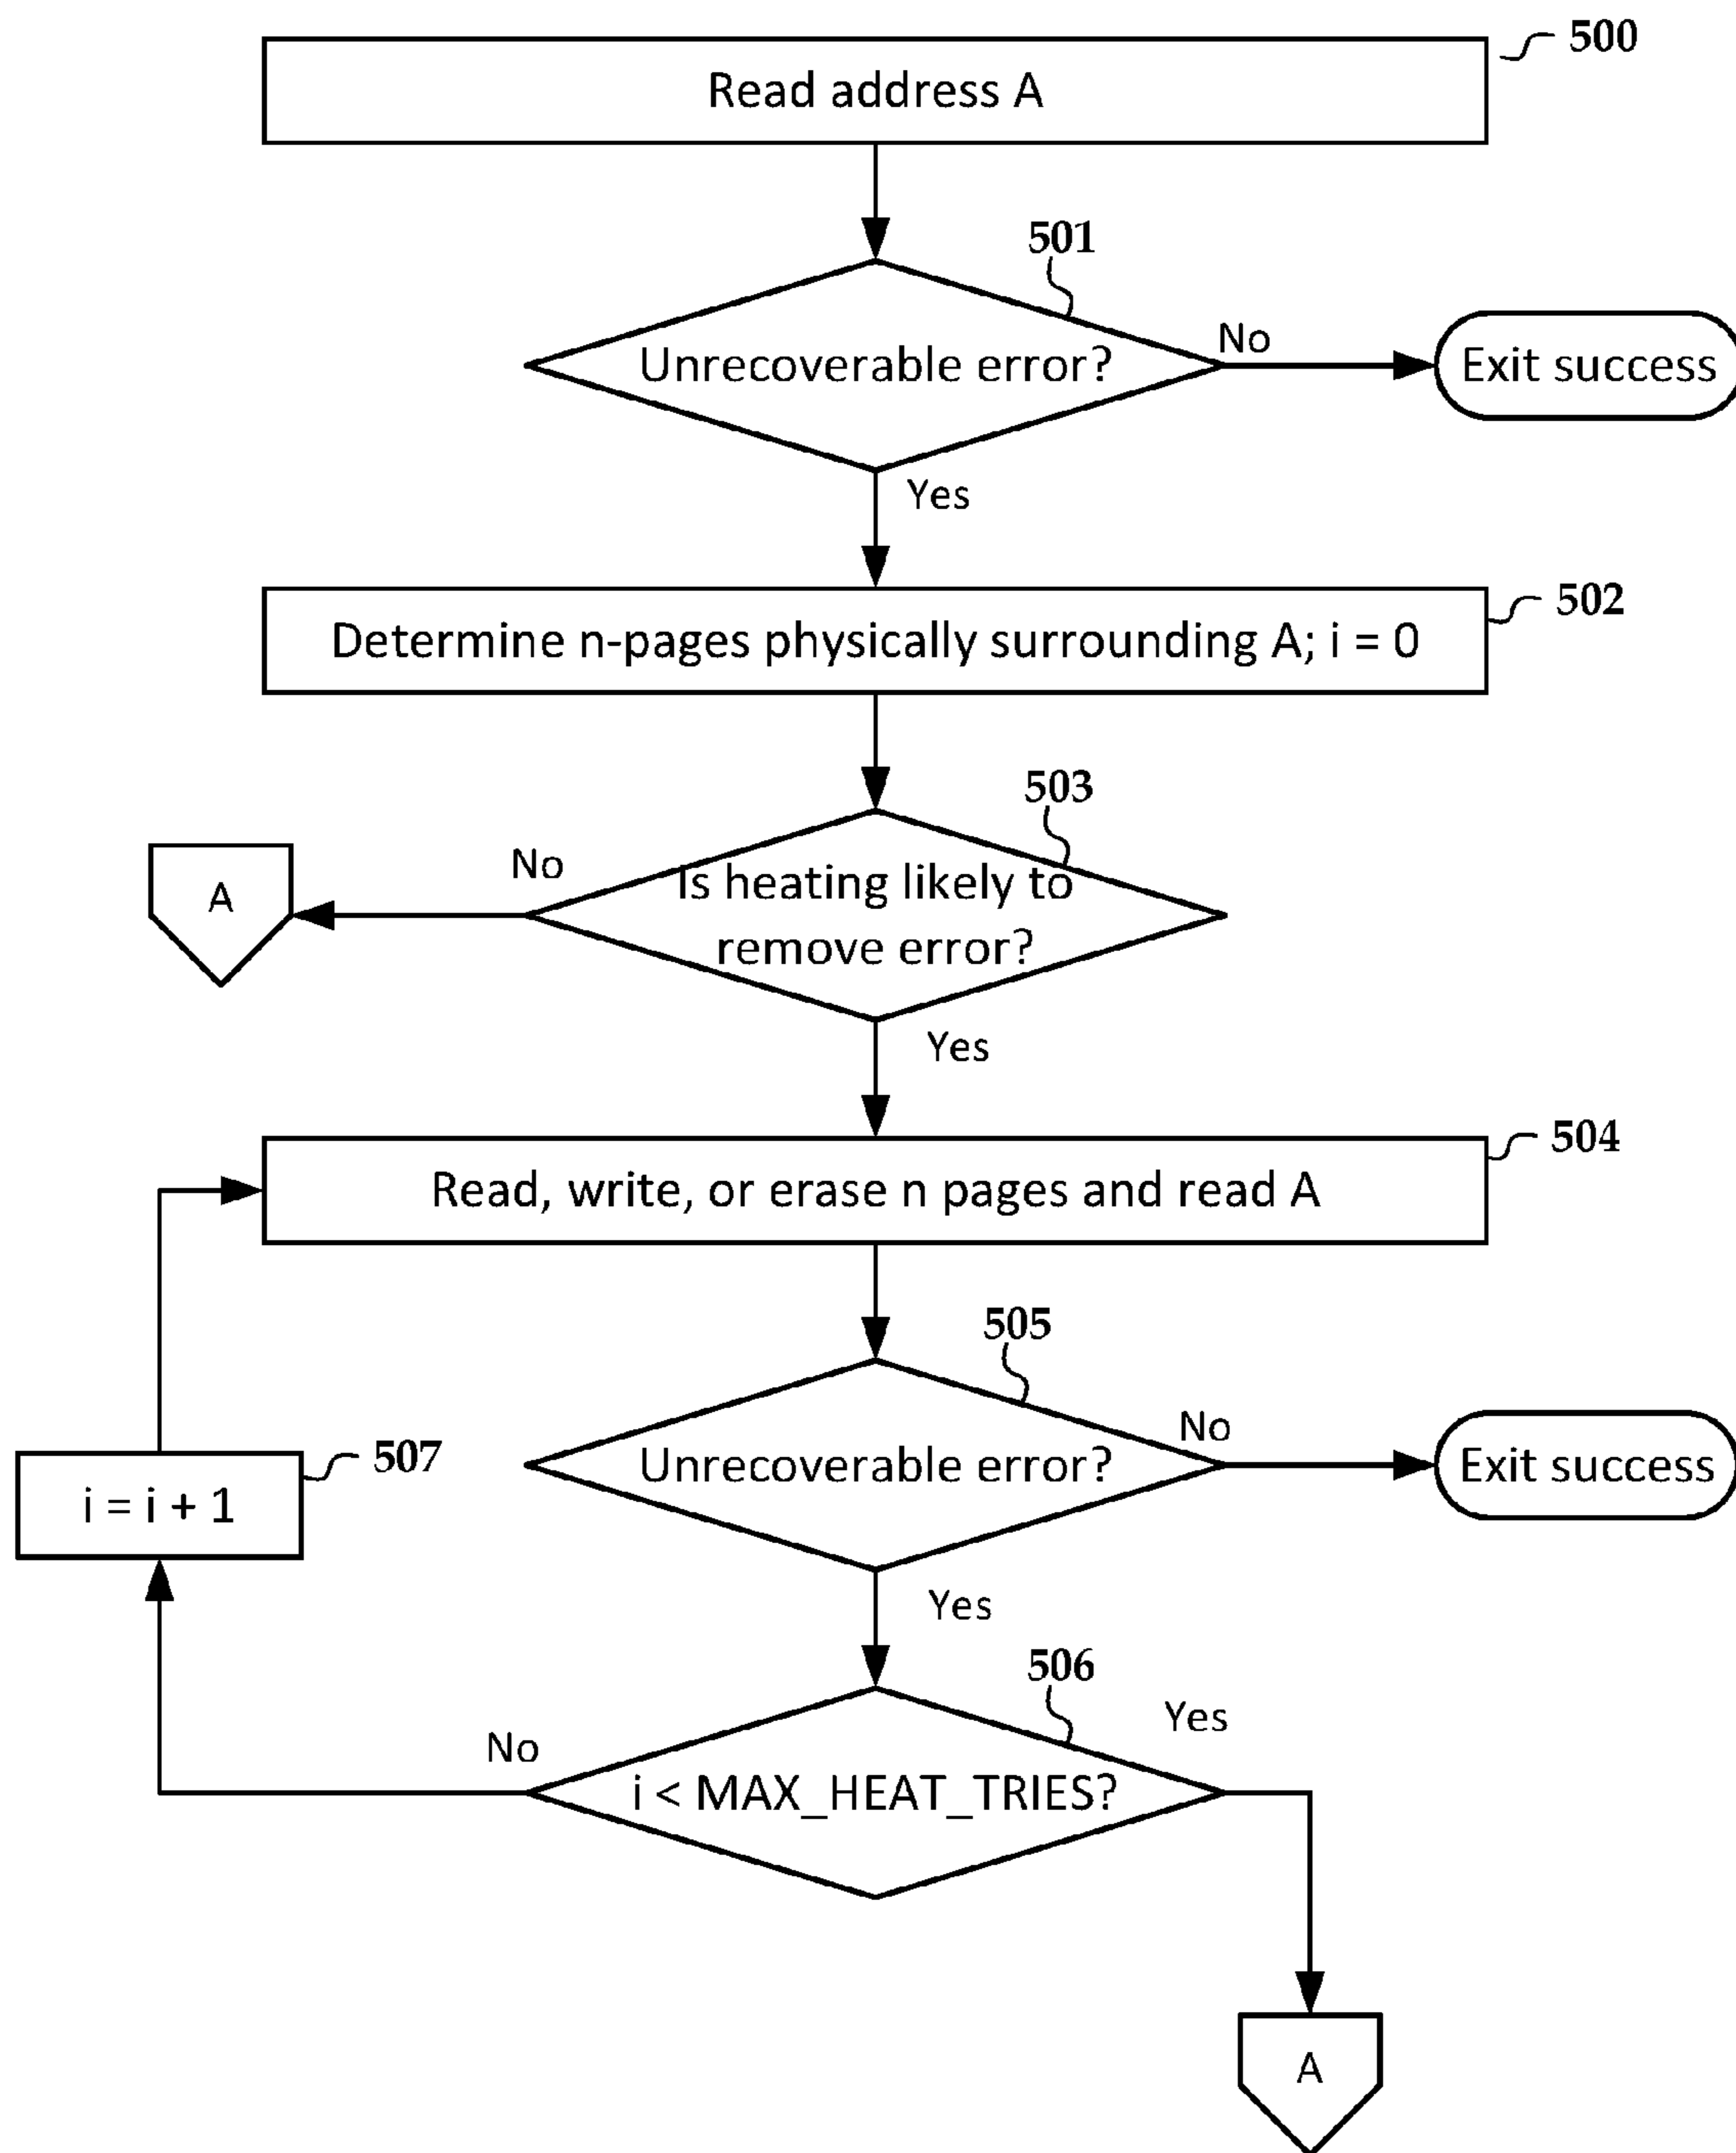 500
Read address A
501
No
Unrecoverable error?
Exit success
Yes
502
Determine n-pages physically surrounding A; i = 0
503
No
A
Is heating likely to
remove error?
Yes
504
Read, write, or erase n pages and read A
505
No
507
Unrecoverable error?
Exit success
i = i + 1
Yes
506
Yes
No
i < MAX_HEAT_TRIES?
A